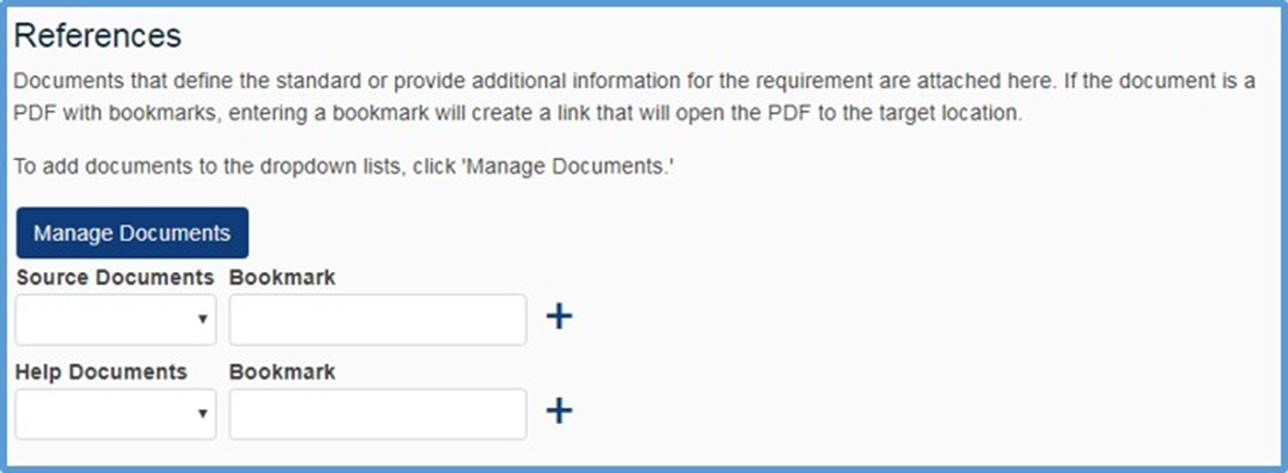 References
Documents that define the standard or provide additional information for the requirement are attached here. If the document is a
PDF with bookmarks, entering a bookmark will create a link that will open the PDF to the target location.
To add documents to the dropdown lists, click 'Manage Documents.'
Manage Documents
Source Documents Bookmark
Help Documents Bookmark